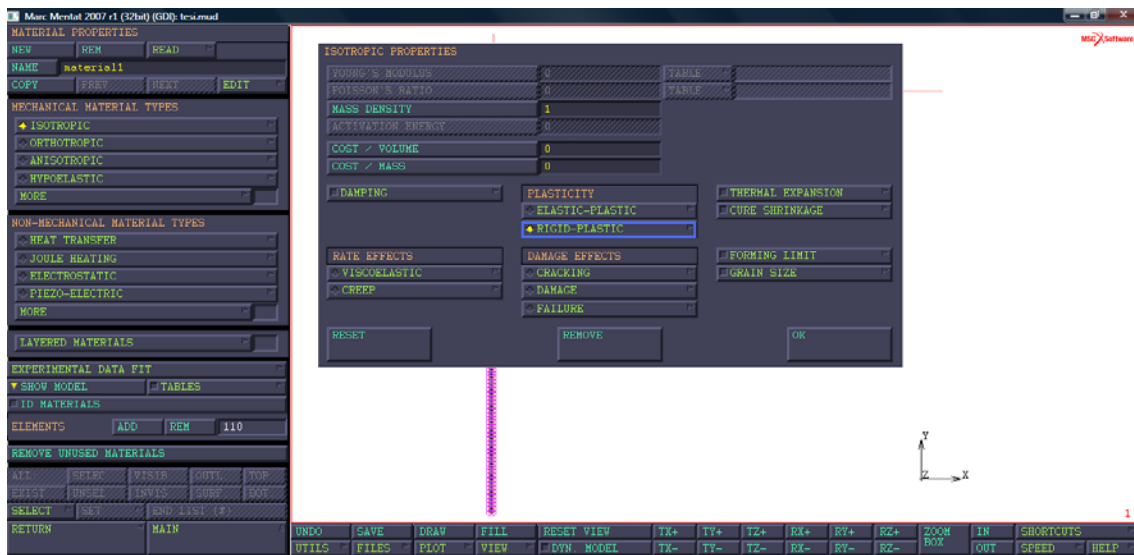 Marc Mentat 2007 r1 (32bit) (GDI): tesi.mud
MATERIAL PROPERTIES
NEW REM READ
NAME material1
COPY PREV NEXT EDIT
MECHANICAL MATERIAL TYPES
ISOTROPIC
ORTHOTROPIC
ANISOTROPIC
HYPOELASTIC
MORE
NON-MECHANICAL MATERIAL TYPES
HEAT TRANSFER
JOULE HEATING
ELECTROSTATIC
PIEZO-ELECTRIC
MORE
LAYERED MATERIALS
EXPERIMENTAL DATA FIT
SHOW MODEL TABLES
ID MATERIALS
ELEMENTS ADD REM 110
REMOVE UNUSED MATERIALS
ALL SELEC VISIB OUTL TOP
EXIST UNSEL INVIS SURF BOT
SELECT SET END LIST (#)
RETURN MAIN
MSC Software
ISOTROPIC PROPERTIES
YOUNG'S MODULUS 0 TABLE
POISSON'S RATIO 0 TABLE
MASS DENSITY 1
ACTIVATION ENERGY 0
COST / VOLUME 0
COST / MASS 0
DAMPING PLASTICITY THERMAL EXPANSION
ELASTIC-PLASTIC CURE SHRINKAGE
RIGID-PLASTIC
RATE EFFECTS DAMAGE EFFECTS FORMING LIMIT
VISCOELASTIC CRACKING GRAIN SIZE
CREEP DAMAGE
FAILURE
RESET REMOVE OK
Y
Z X
1
UNDO SAVE DRAW FILL RESET VIEW TX+ TY+ TZ+ RX+ RY+ RZ+ ZOOM BOX IN SHORTCUTS
UTILS FILES PLOT VIEW DYN. MODEL TX- TY- TZ- RX- RY- RZ- OUT SPEED HELP